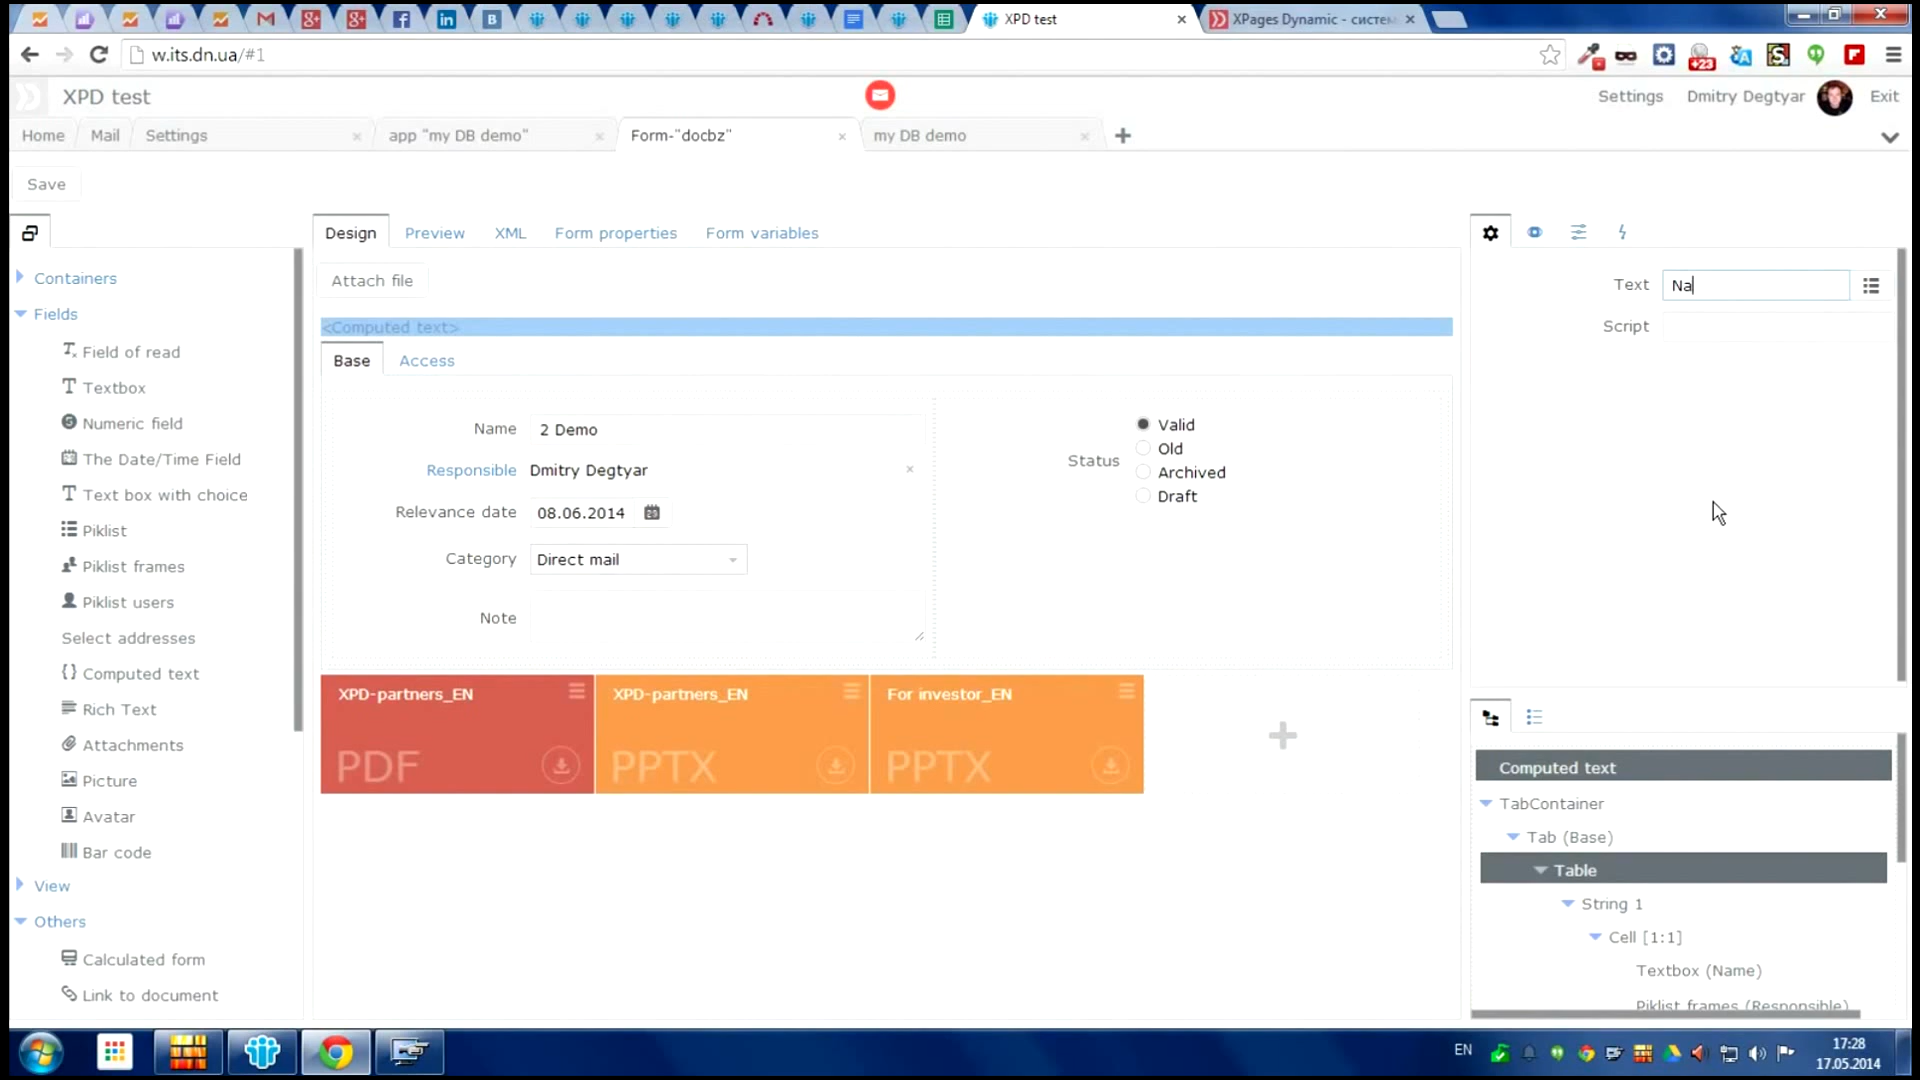 XPD test
XPages Dynamic - систем
w.its.dn.ua/#1
+23
XPD test
Settings
Dmitry Degtyar
Exit
Home
Mail
Settings
app "my DB demo"
Form-"docbz"
my DB demo
Save
Design
Preview
XML
Form properties
Form variables
Containers
Fields
Field of read
Textbox
Numeric field
The Date/Time Field
Text box with choice
Piklist
Piklist frames
Piklist users
Select addresses
Computed text
Rich Text
Attachments
Picture
Avatar
Bar code
View
Others
Calculated form
Link to document
Attach file
<Computed text>
Base
Access
Name
2 Demo
Responsible
Dmitry Degtyar
Relevance date
08.06.2014
Category
Direct mail
Note
Status
Valid
Old
Archived
Draft
XPD-partners_EN
PDF
XPD-partners_EN
PPTX
For investor_EN
PPTX
Text
Na
Script
Computed text
TabContainer
Tab (Base)
Table
String 1
Cell [1:1]
Textbox (Name)
Piklist frames (Responsible)
EN
17:28
17.05.2014